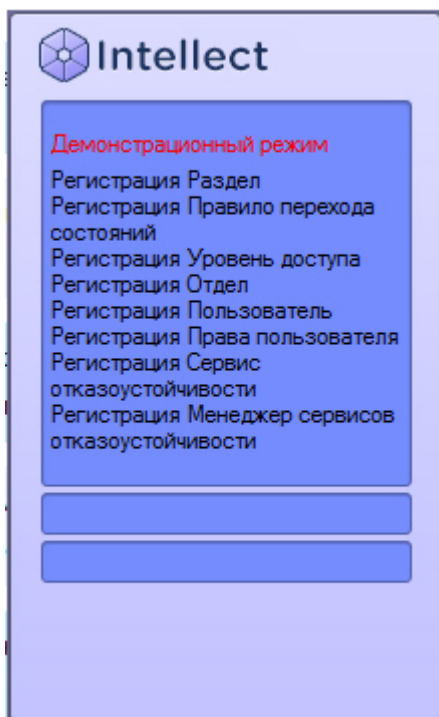 Intellect
Демонстрационный режим
Регистрация Раздел
Регистрация Правило перехода
состояний
Регистрация Уровень доступа
Регистрация Отдел
Регистрация Пользователь
Регистрация Права пользователя
Регистрация Сервис
отказоустойчивости
Регистрация Менеджер сервисов
отказоустойчивости